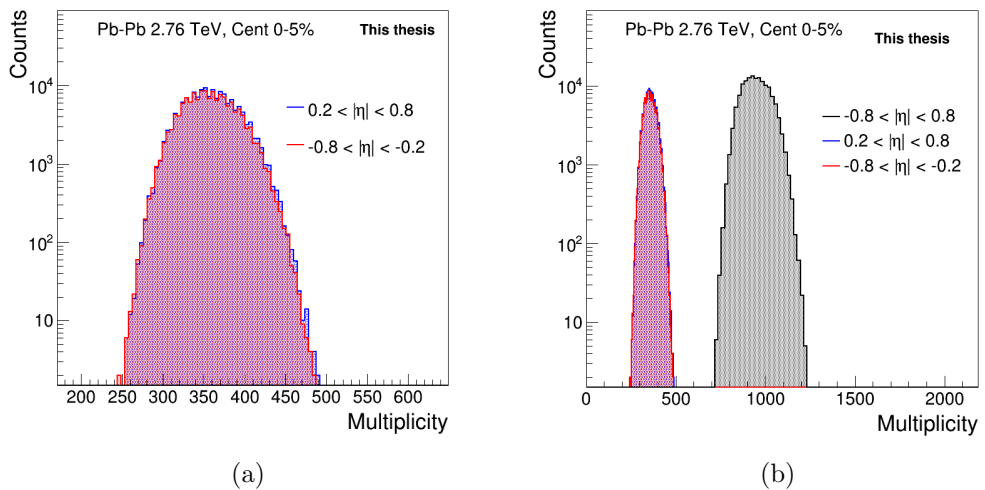 Pb-Pb 2.76 TeV, Cent 0-5%
This thesis
Counts
10⁴
10³
10²
10
0.2 < |η| < 0.8
-0.8 < |η| < -0.2
200 250 300 350 400 450 500 550 600
Multiplicity
(a)
Pb-Pb 2.76 TeV, Cent 0-5%
This thesis
Counts
10⁴
10³
10²
10
-0.8 < |η| < 0.8
0.2 < |η| < 0.8
-0.8 < |η| < -0.2
0 500 1000 1500 2000
Multiplicity
(b)